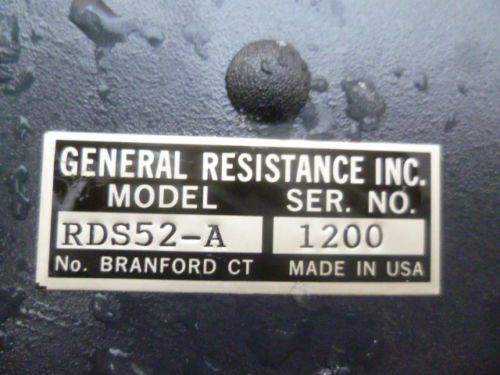 GENERAL RESISTANCE INC.
MODEL SER. NO.
RDS52-A 1200
No. BRANFORD CT MADE IN USA